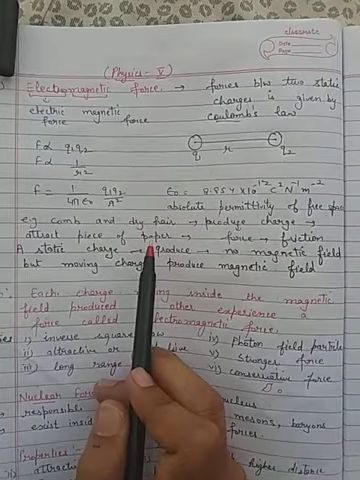 classmate
Date
Page
(Physics - V)
Electromagnetic force → forces b/w two static
charges is given by
Coulomb's law
electric force magnetic force
q r q2
F∝ q1q2
F∝ 1/r2
F = 1/4πε0 q1q2/r2 ε0 = 8.854 X10-12 C2 N-1 m-2
absolute permittivity of free space
e.g comb and dry hair → produce charge →
attract piece of paper → force → friction
A static charge → produce → no magnetic field
but moving charge produce magnetic field
Each charge moving inside the magnetic
field produced other experience a
force called electromagnetic force.
i) inverse square law iv) Photon field particle
ii) attractive or v) Stronger force
iii) long range vi) conservative force
Nuclear force nucleus
responsible mesons, baryons
exist inside forces.
Properties:
attractive higher distance